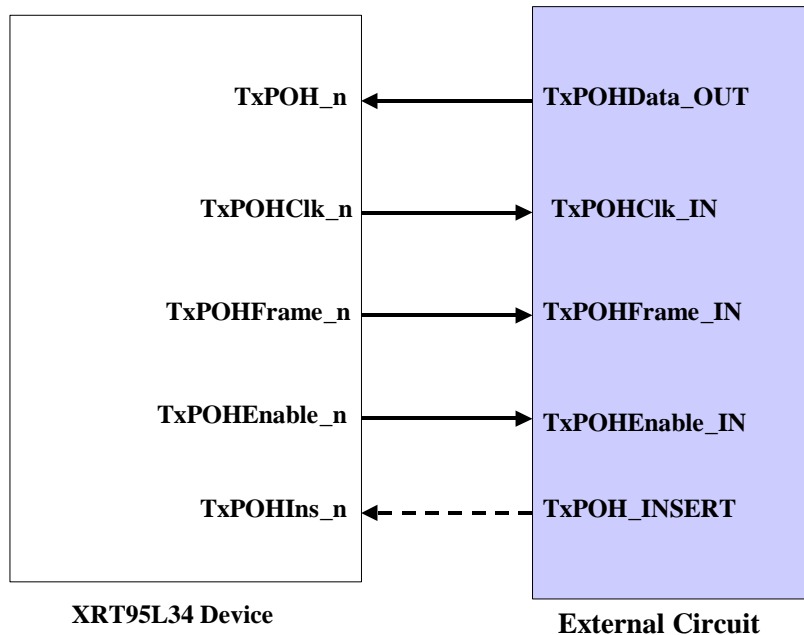 TxPOH_n TxPOHData_OUT
TxPOHClk_n TxPOHClk_IN
TxPOHFrame_n TxPOHFrame_IN
TxPOHEnable_n TxPOHEnable_IN
TxPOHIns_n TxPOH_INSERT
XRT95L34 Device External Circuit